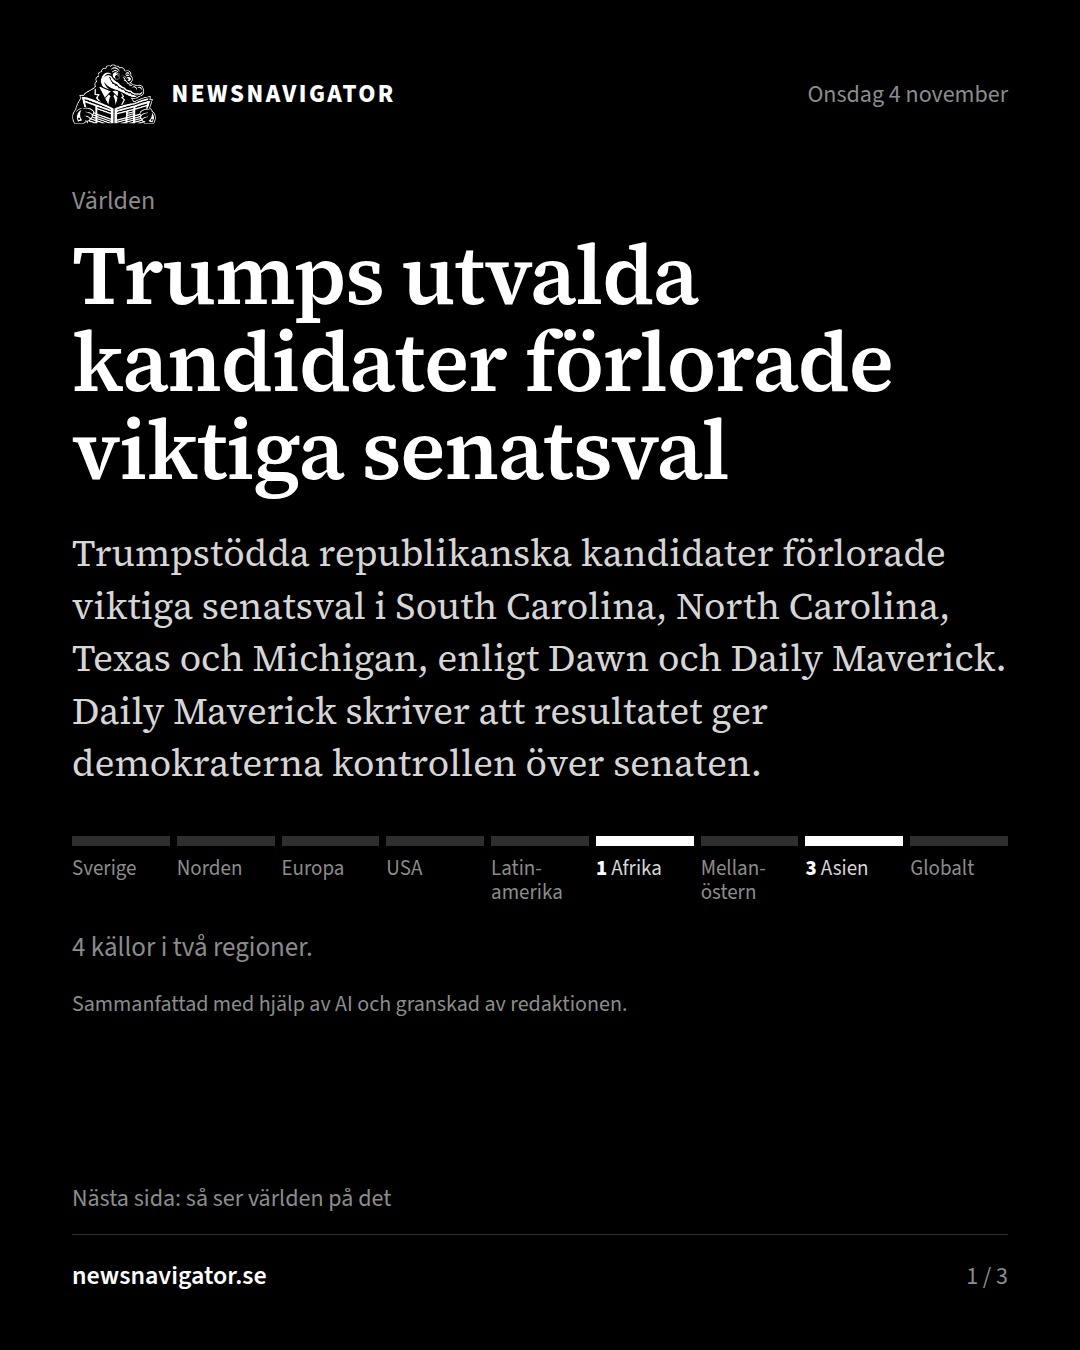 NEWSNAVIGATOR
Onsdag 4 november
Världen
Trumps utvalda
kandidater förlorade
viktiga senatsval
Trumpstödda republikanska kandidater förlorade
viktiga senatsval i South Carolina, North Carolina,
Texas och Michigan, enligt Dawn och Daily Maverick.
Daily Maverick skriver att resultatet ger
demokraterna kontrollen över senaten.
Sverige
Norden
Europa
USA
Latin-
amerika
1 Afrika
Mellan-
östern
3 Asien
Globalt
4 källor i två regioner.
Sammanfattad med hjälp av AI och granskad av redaktionen.
Nästa sida: så ser världen på det
newsnavigator.se
1 / 3